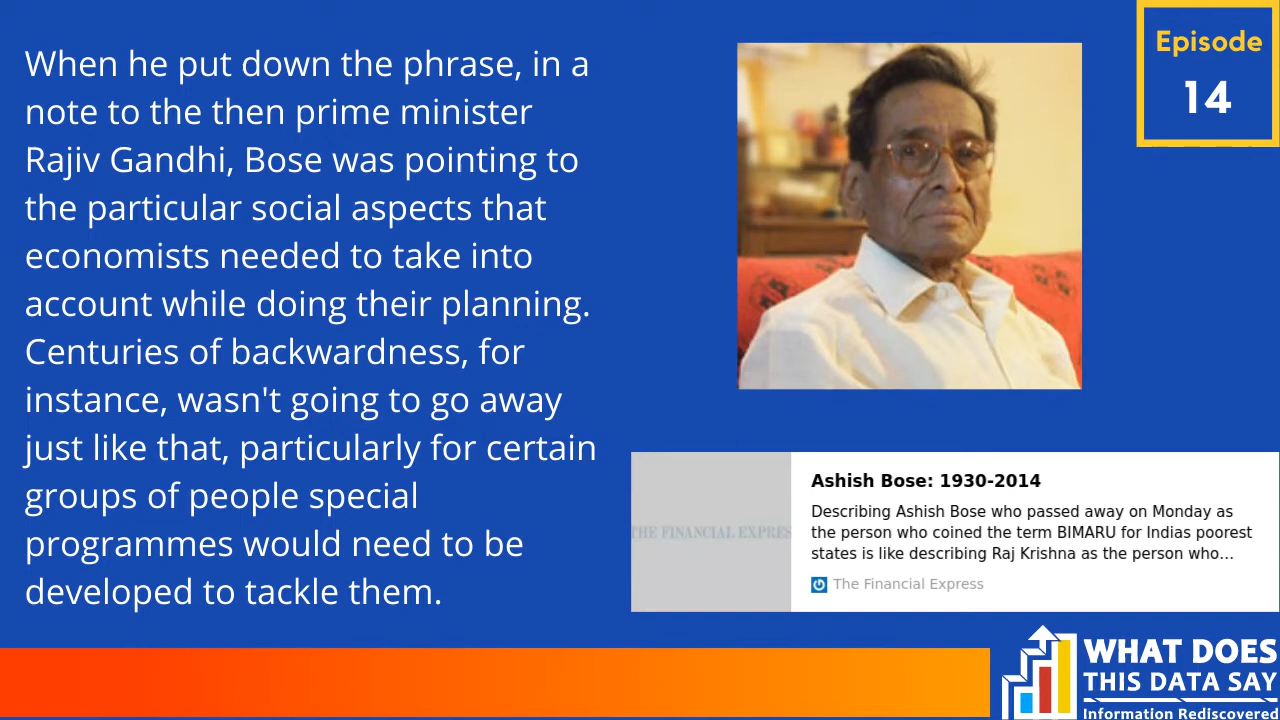 When he put down the phrase, in a
note to the then prime minister
Rajiv Gandhi, Bose was pointing to
the particular social aspects that
economists needed to take into
account while doing their planning.
Centuries of backwardness, for
instance, wasn't going to go away
just like that, particularly for certain
groups of people special
programmes would need to be
developed to tackle them.
Episode
14
THE FINANCIAL EXPRES
Ashish Bose: 1930-2014
Describing Ashish Bose who passed away on Monday as
the person who coined the term BIMARU for Indias poorest
states is like describing Raj Krishna as the person who...
The Financial Express
WHAT DOES
THIS DATA SAY
Information Rediscovered